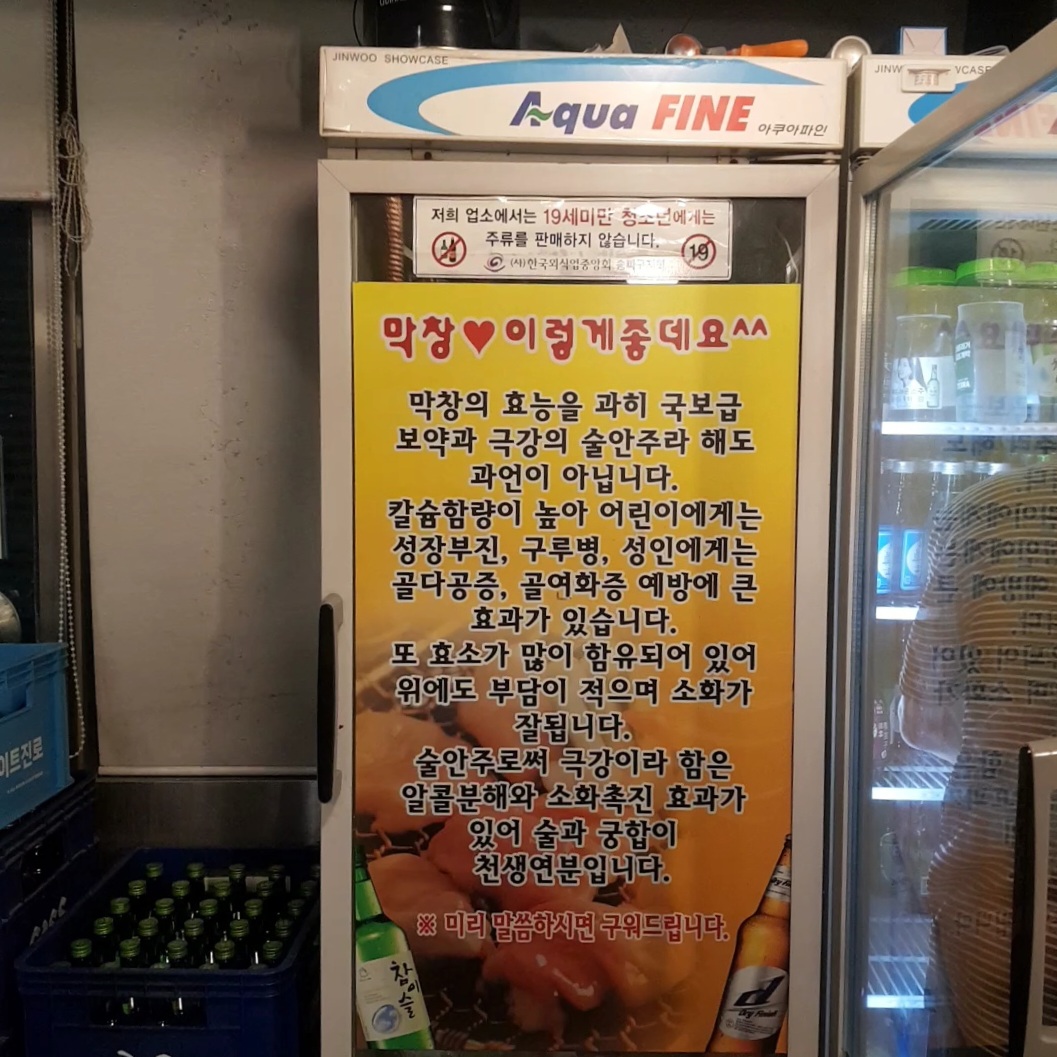 JINWOO SHOWCASE
Aqua FINE 아쿠아파인
저희 업소에서는 19세미만 청소년에게는
주류를 판매하지 않습니다.
19
(사)한국외식업중앙회
막창♥이렇게좋데요^^
막창의 효능을 과히 국보급
보약과 극강의 술안주라 해도
과언이 아닙니다.
칼슘함량이 높아 어린이에게는
성장부진, 구루병, 성인에게는
골다공증, 골연화증 예방에 큰
효과가 있습니다.
또 효소가 많이 함유되어 있어
위에도 부담이 적으며 소화가
잘됩니다.
술안주로써 극강이라 함은
알콜분해와 소화촉진 효과가
있어 술과 궁합이
천생연분입니다.
※ 미리 말씀하시면 구워드립니다.
참이슬
d
Dry Finish
이트진로